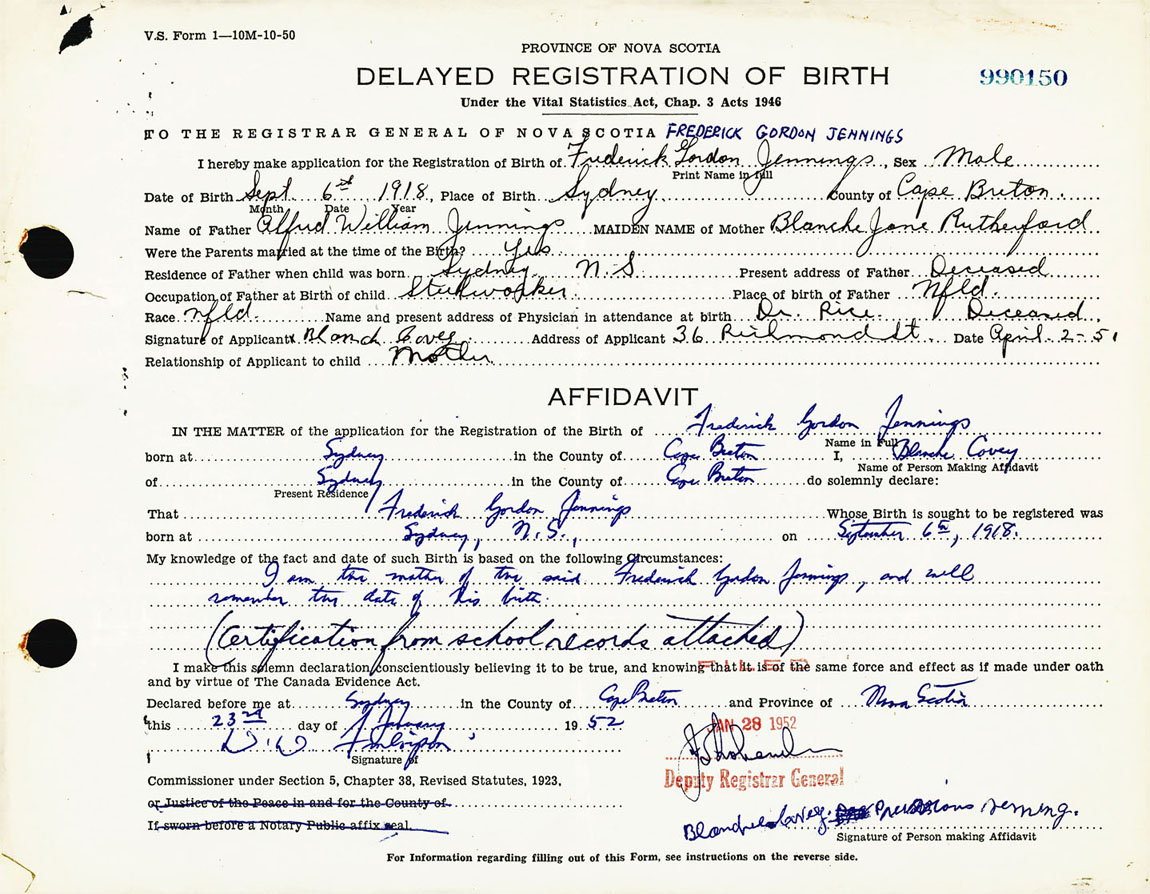 V.S. Form 1—10M-10-50
PROVINCE OF NOVA SCOTIA
DELAYED REGISTRATION OF BIRTH
990150
Under the Vital Statistics Act, Chap. 3 Acts 1946
TO THE REGISTRAR GENERAL OF NOVA SCOTIA FREDERICK GORDON JENNINGS
I hereby make application for the Registration of Birth of Frederick Gordon Jennings, Sex Male
Print Name in full
Date of Birth Sept 6th 1918, Place of Birth Sydney County of Cape Breton.
Month Date Year
Name of Father Alfred William Jennings MAIDEN NAME of Mother Blanche Jane Rutherford
Were the Parents married at the time of the Birth? Yes
Residence of Father when child was born Sydney N.S Present address of Father Deceased
Occupation of Father at Birth of child Steelworker Place of birth of Father Nfld.
Race Nfld. Name and present address of Physician in attendance at birth Dr. Rice Deceased
Signature of Applicant x Blanch Covey Address of Applicant 36 Richmond St. Date April 2-51
Relationship of Applicant to child Mother
AFFIDAVIT
IN THE MATTER of the application for the Registration of the Birth of Frederick Gordon Jennings
Name in Full
born at Sydney in the County of Cape Breton I, Blanche Covey
Name of Person Making Affidavit
of Sydney in the County of Cape Breton do solemnly declare:
Present Residence
That Frederick Gordon Jennings Whose Birth is sought to be registered was
born at Sydney, N.S., on September 6th, 1918.
My knowledge of the fact and date of such Birth is based on the following Circumstances:
I am the mother of the said Frederick Gordon Jennings, and well
remember the date of his birth.
(Certification from school records attached)
I make this solemn declaration conscientiously believing it to be true, and knowing that it is of the same force and effect as if made under oath
and by virtue of The Canada Evidence Act.
FILED
Declared before me at Sydney in the County of Cape Breton and Province of Nova Scotia
this 23rd day of January 1952
JAN 28 1952
Signature of
Deputy Registrar General
Commissioner under Section 5, Chapter 38, Revised Statutes, 1923,
or Justice of the Peace in and for the County of
If sworn before a Notary Public affix seal.
Blanche Covey.
Signature of Person making Affidavit
For Information regarding filling out of this Form, see instructions on the reverse side.